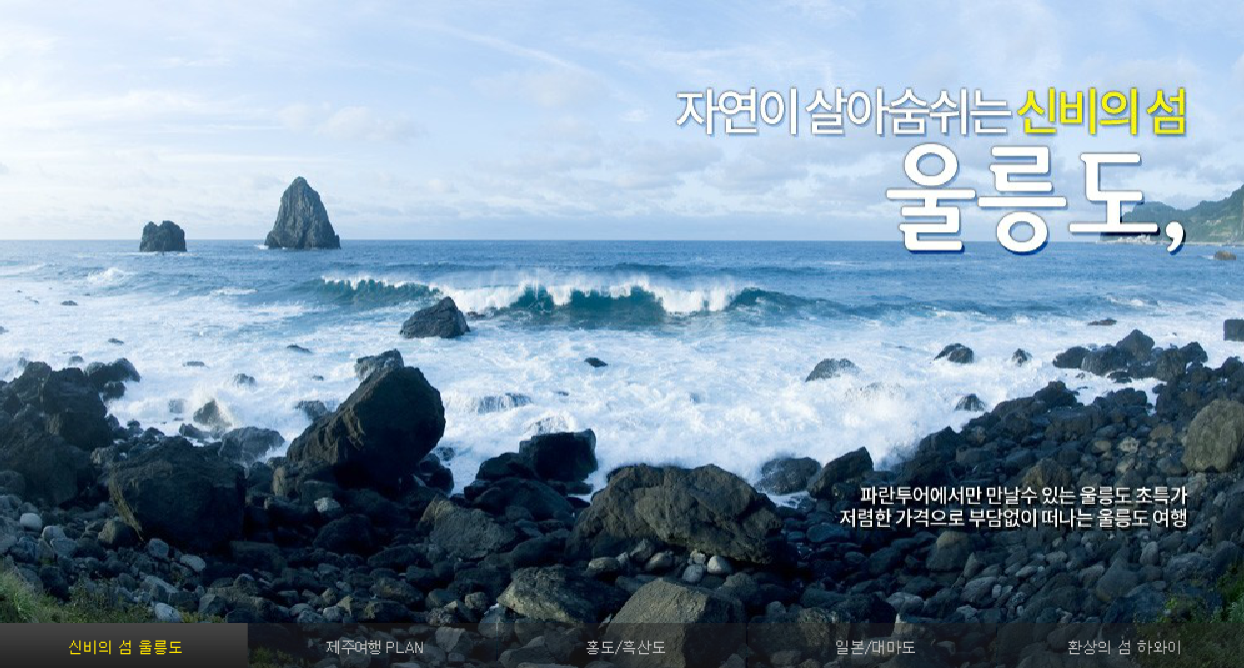 자연이 살아숨쉬는 신비의 섬
울릉도,
파란투어에서만 만날수 있는 울릉도 초특가
저렴한 가격으로 부담없이 떠나는 울릉도 여행
신비의 섬 울릉도
제주여행 PLAN
홍도/흑산도
일본/대마도
환상의 섬 하와이